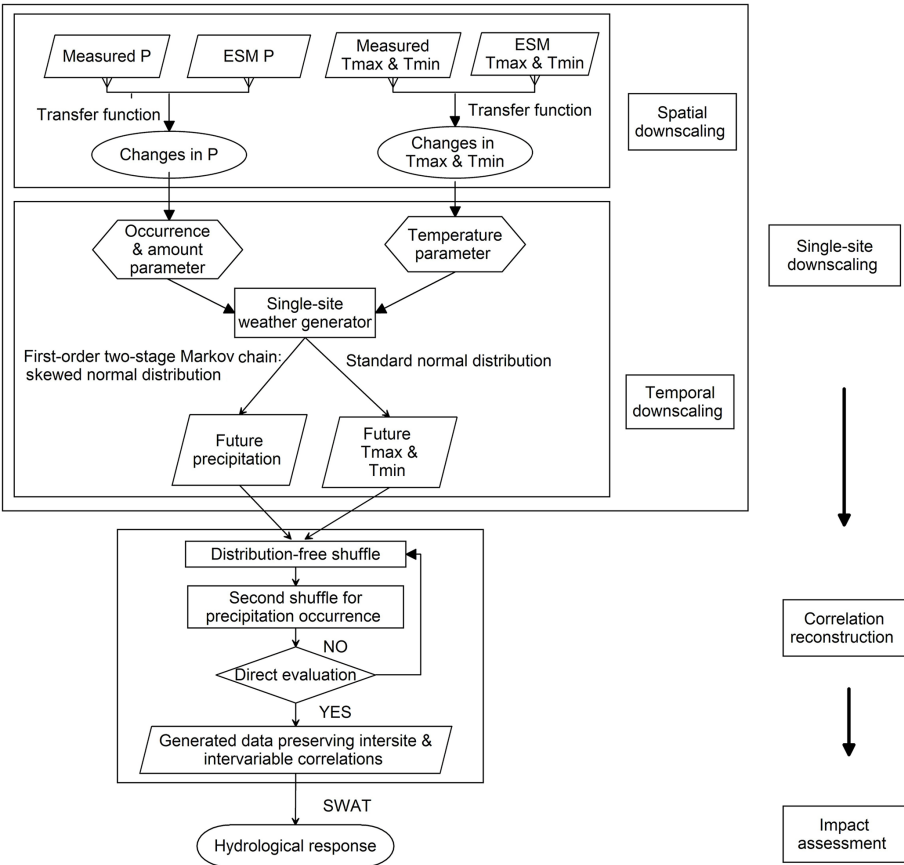 Measured P
ESM P
Measured
Tmax & Tmin
ESM
Tmax & Tmin
Transfer function
Transfer function
Changes in P
Changes in
Tmax & Tmin
Spatial
downscaling
Occurrence
& amount
parameter
Temperature
parameter
Single-site
downscaling
Single-site
weather generator
First-order two-stage Markov chain:
skewed normal distribution
Standard normal distribution
Temporal
downscaling
Future
precipitation
Future
Tmax &
Tmin
Distribution-free shuffle
Second shuffle for
precipitation occurrence
NO
Direct evaluation
YES
Correlation
reconstruction
Generated data preserving intersite &
intervariable correlations
SWAT
Hydrological response
Impact
assessment